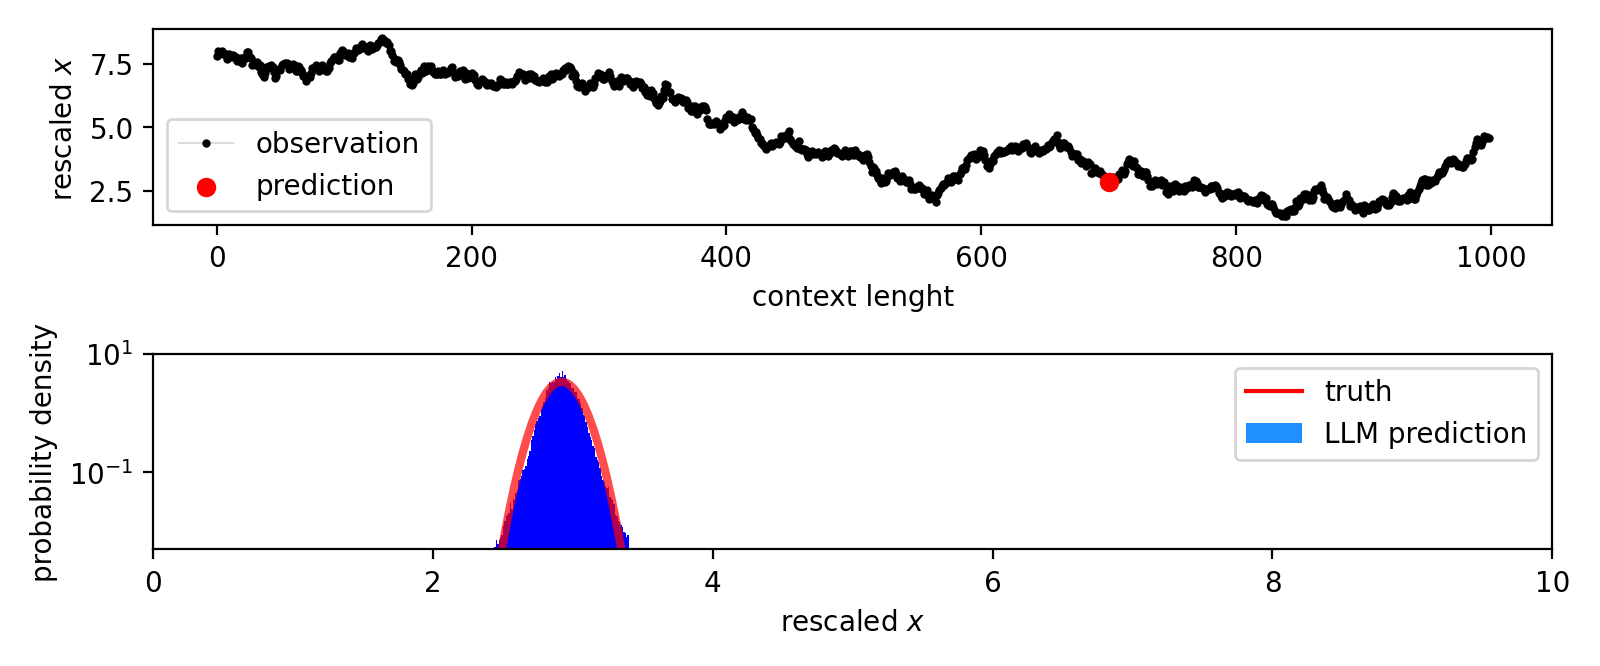 rescaled x
7.5
5.0
2.5
observation
prediction
0
200
400
600
800
1000
context lenght
probability density
10¹
10⁻¹
truth
LLM prediction
0
2
4
6
8
10
rescaled x